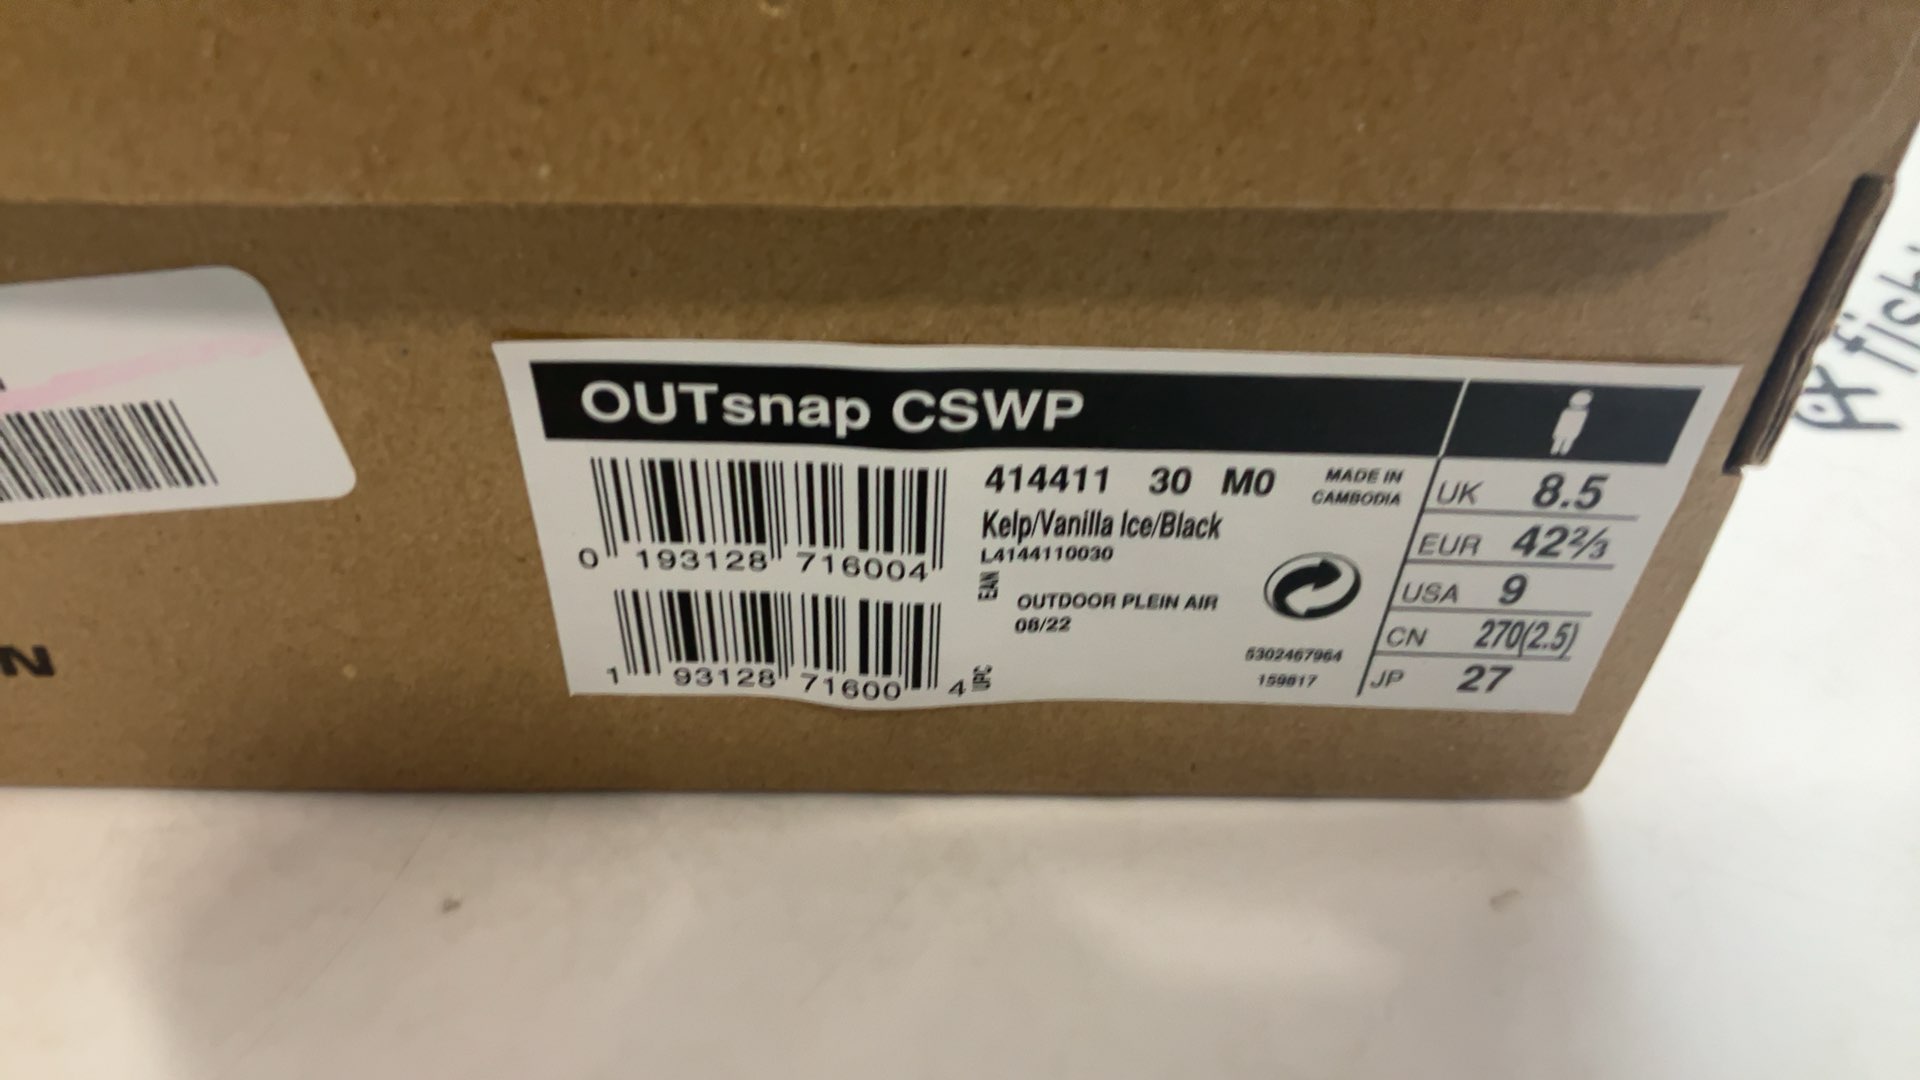 OUTsnap CSWP
0 193128 716004
1 93128 71600 4
414411 30 M0
Kelp/Vanilla Ice/Black
L4144110030
EAN
OUTDOOR PLEIN AIR
08/22
UPC
MADE IN
CAMBODIA
5302467964
159817
UK 8.5
EUR 42⅔
USA 9
CN 270(2.5)
JP 27
N